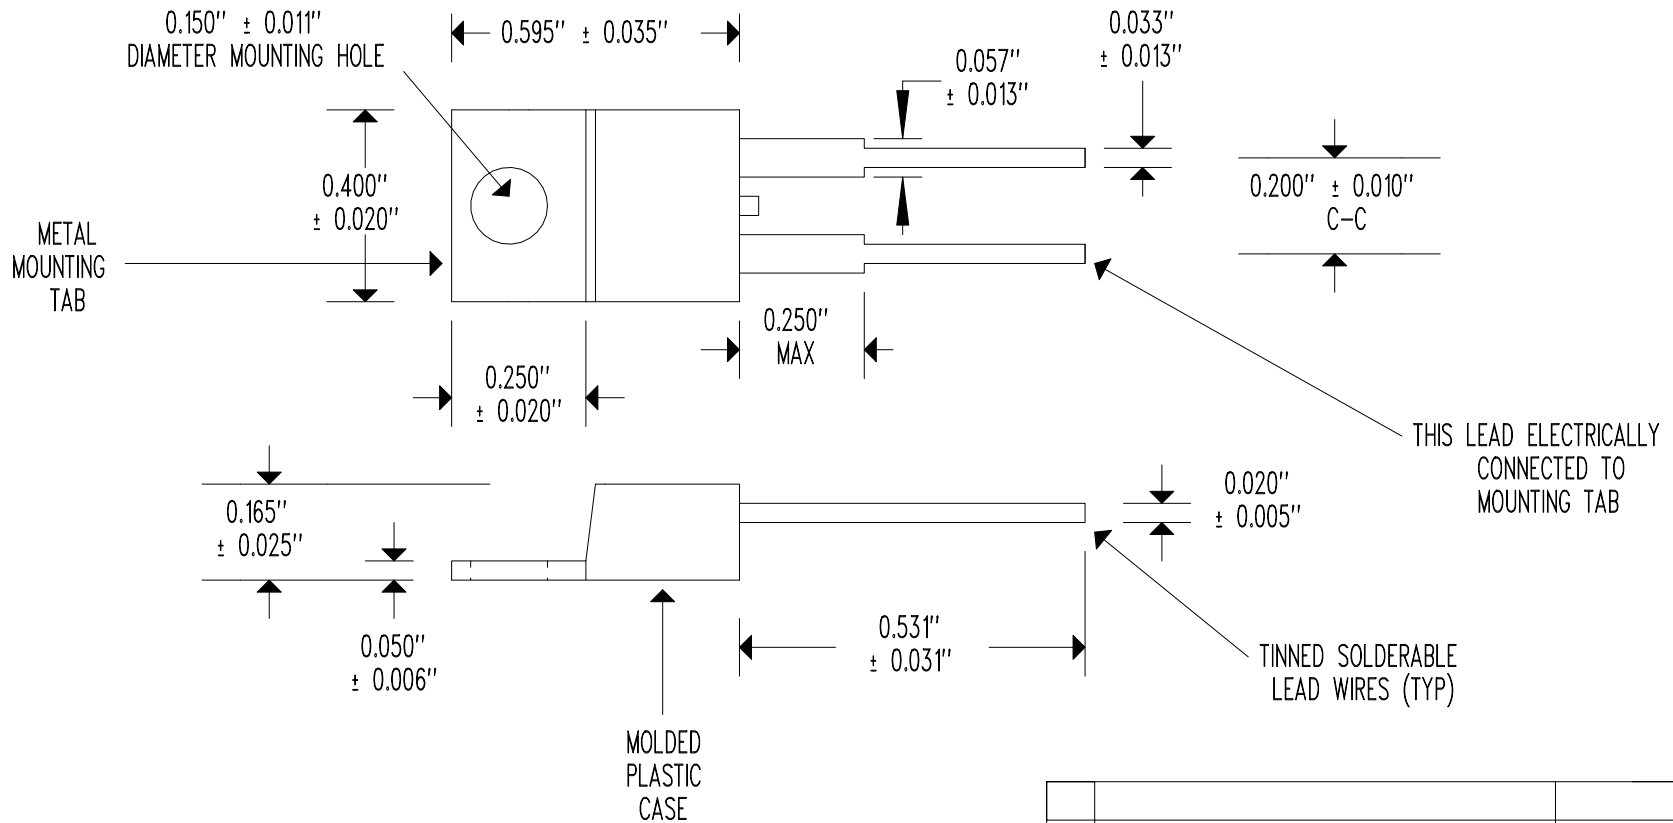 0.150" ± 0.011"
DIAMETER MOUNTING HOLE
0.595" ± 0.035"
0.033"
± 0.013"
0.057"
± 0.013"
0.400"
± 0.020"
0.200" ± 0.010"
C-C
METAL
MOUNTING
TAB
0.250"
MAX
0.250"
± 0.020"
THIS LEAD ELECTRICALLY
CONNECTED TO
MOUNTING TAB
0.165"
± 0.025"
0.020"
± 0.005"
0.050"
± 0.006"
0.531"
± 0.031"
TINNED SOLDERABLE
LEAD WIRES (TYP)
MOLDED
PLASTIC
CASE